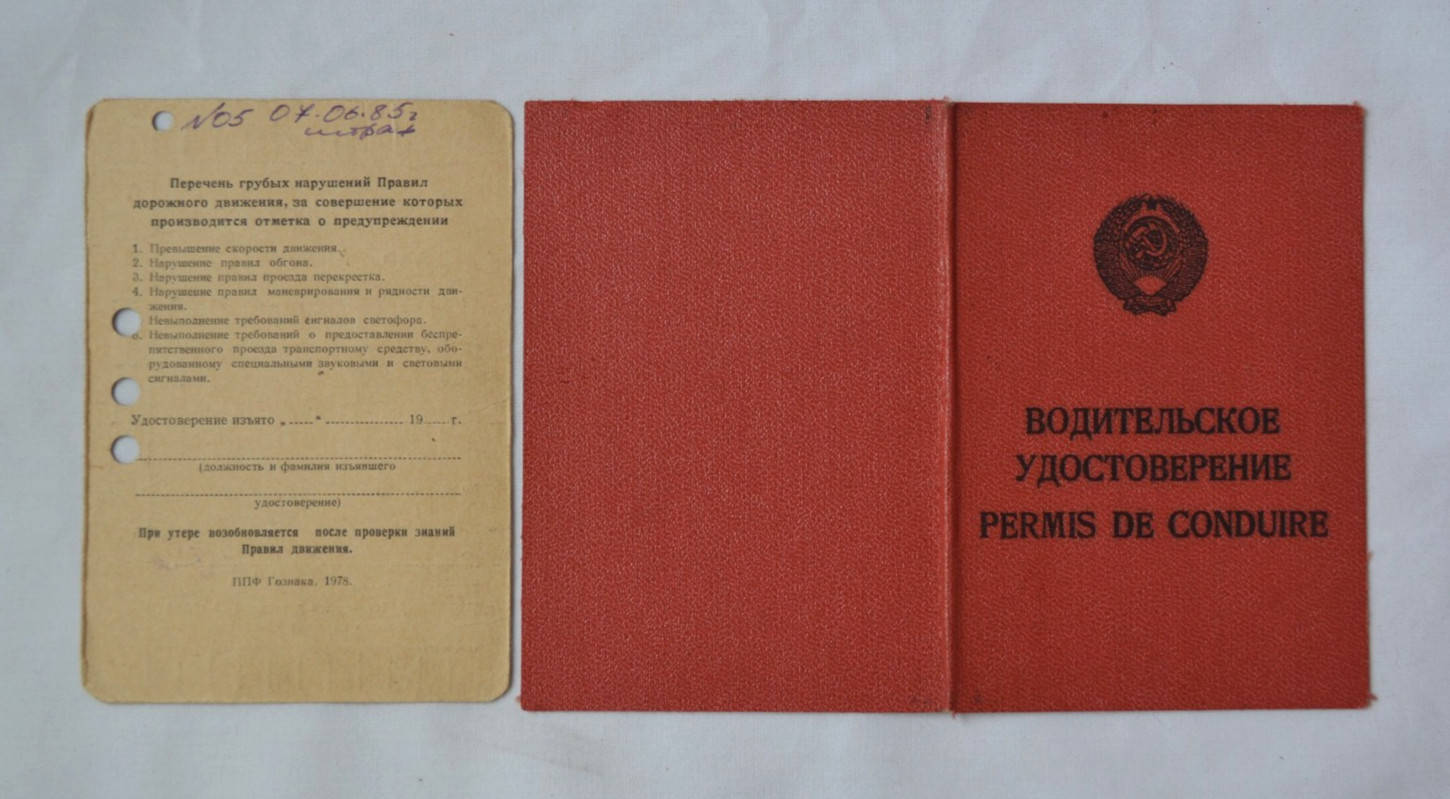 №05 07.06.85г
штраф
Перечень грубых нарушений Правил
дорожного движения, за совершение которых
производится отметка о предупреждении
1. Превышение скорости движения.
2. Нарушение правил обгона.
3. Нарушение правил проезда перекрестка.
4. Нарушение правил маневрирования и рядности дви-
жения.
Невыполнение требований сигналов светофора.
6. Невыполнение требований о предоставлении беспре-
пятственного проезда транспортному средству, обо-
рудованному специальными звуковыми и световыми
сигналами.
Удостоверение изъято „ “ 19 г.
(должность и фамилия изъявшего
удостоверение)
При утере возобновляется после проверки знаний
Правил движения.
ППФ Гознака. 1978.
ВОДИТЕЛЬСКОЕ
УДОСТОВЕРЕНИЕ
PERMIS DE CONDUIRE